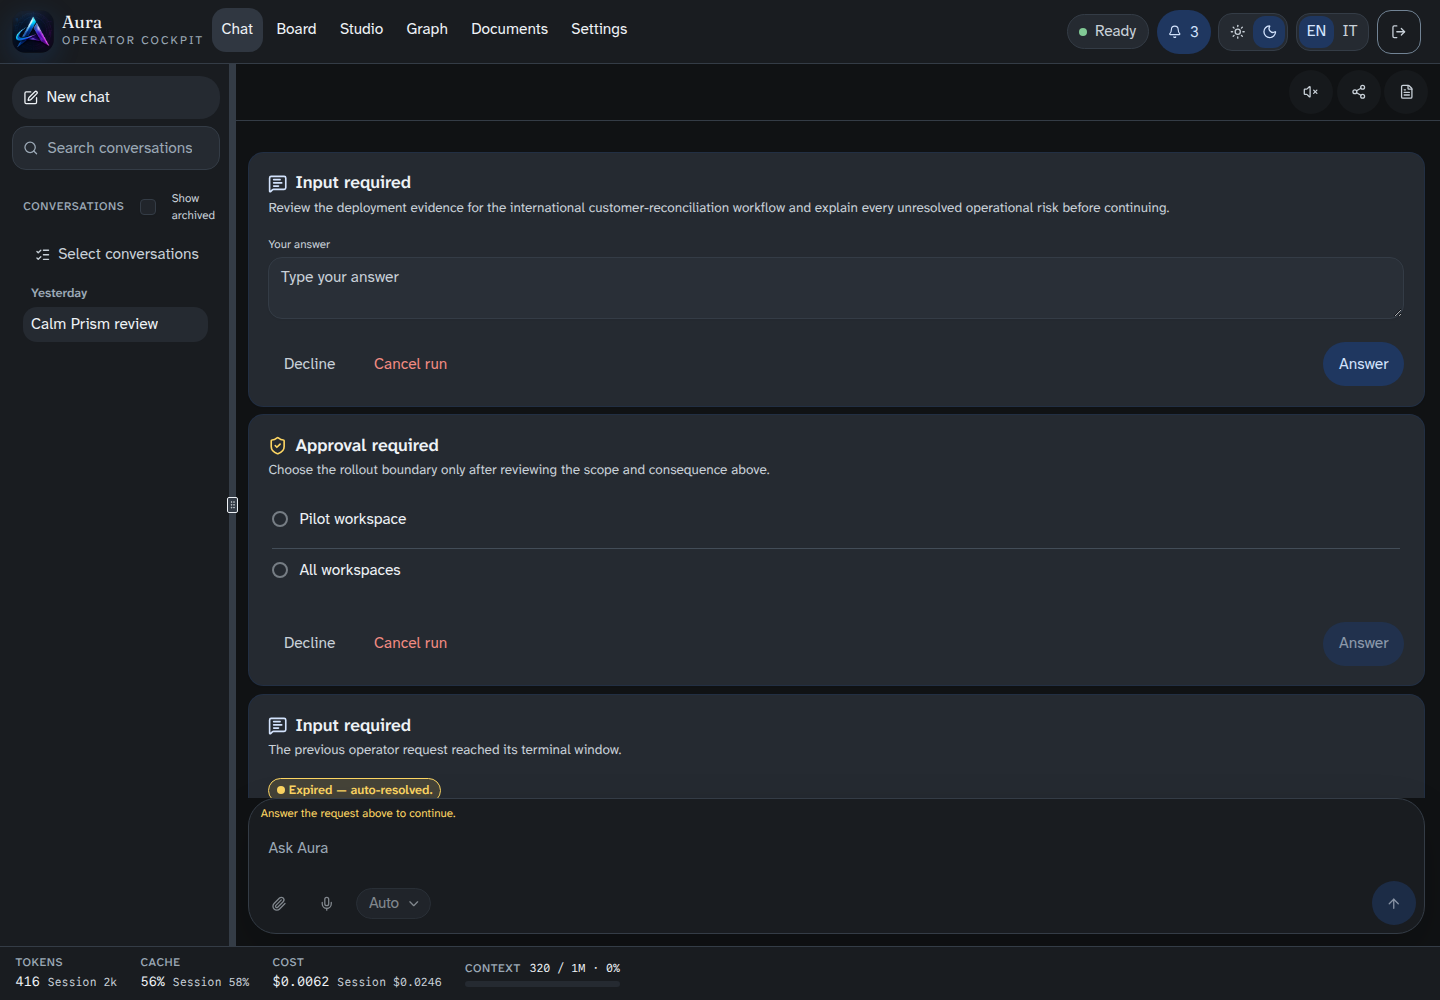 Aura
OPERATOR COCKPIT
Chat
Board
Studio
Graph
Documents
Settings
Ready
3
EN
IT
New chat
Search conversations
CONVERSATIONS
Show
archived
Select conversations
Yesterday
Calm Prism review
Input required
Review the deployment evidence for the international customer-reconciliation workflow and explain every unresolved operational risk before continuing.
Your answer
Type your answer
Decline
Cancel run
Answer
Approval required
Choose the rollout boundary only after reviewing the scope and consequence above.
Pilot workspace
All workspaces
Decline
Cancel run
Answer
Input required
The previous operator request reached its terminal window.
Expired — auto-resolved.
Answer the request above to continue.
Ask Aura
Auto
TOKENS
416 Session 2k
CACHE
56% Session 58%
COST
$0.0062 Session $0.0246
CONTEXT 320 / 1M · 0%